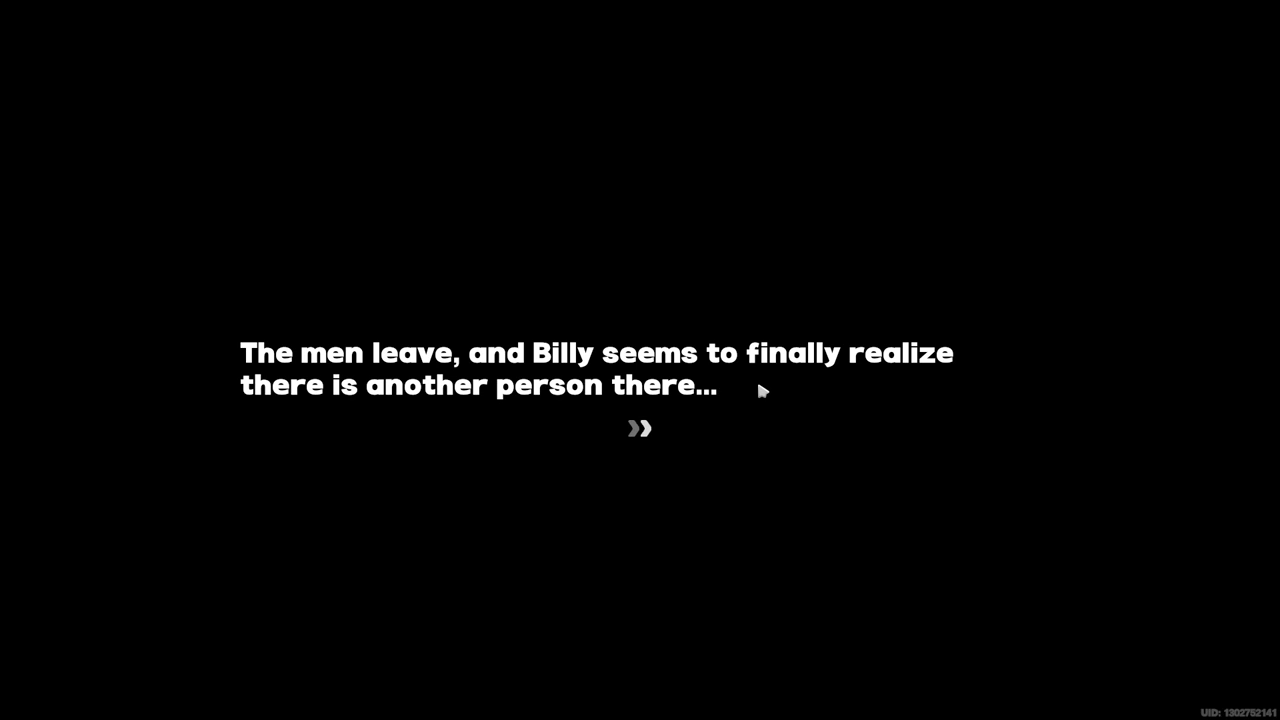 The men leave, and Billy seems to finally realize
there is another person there...
UID: 1302752141